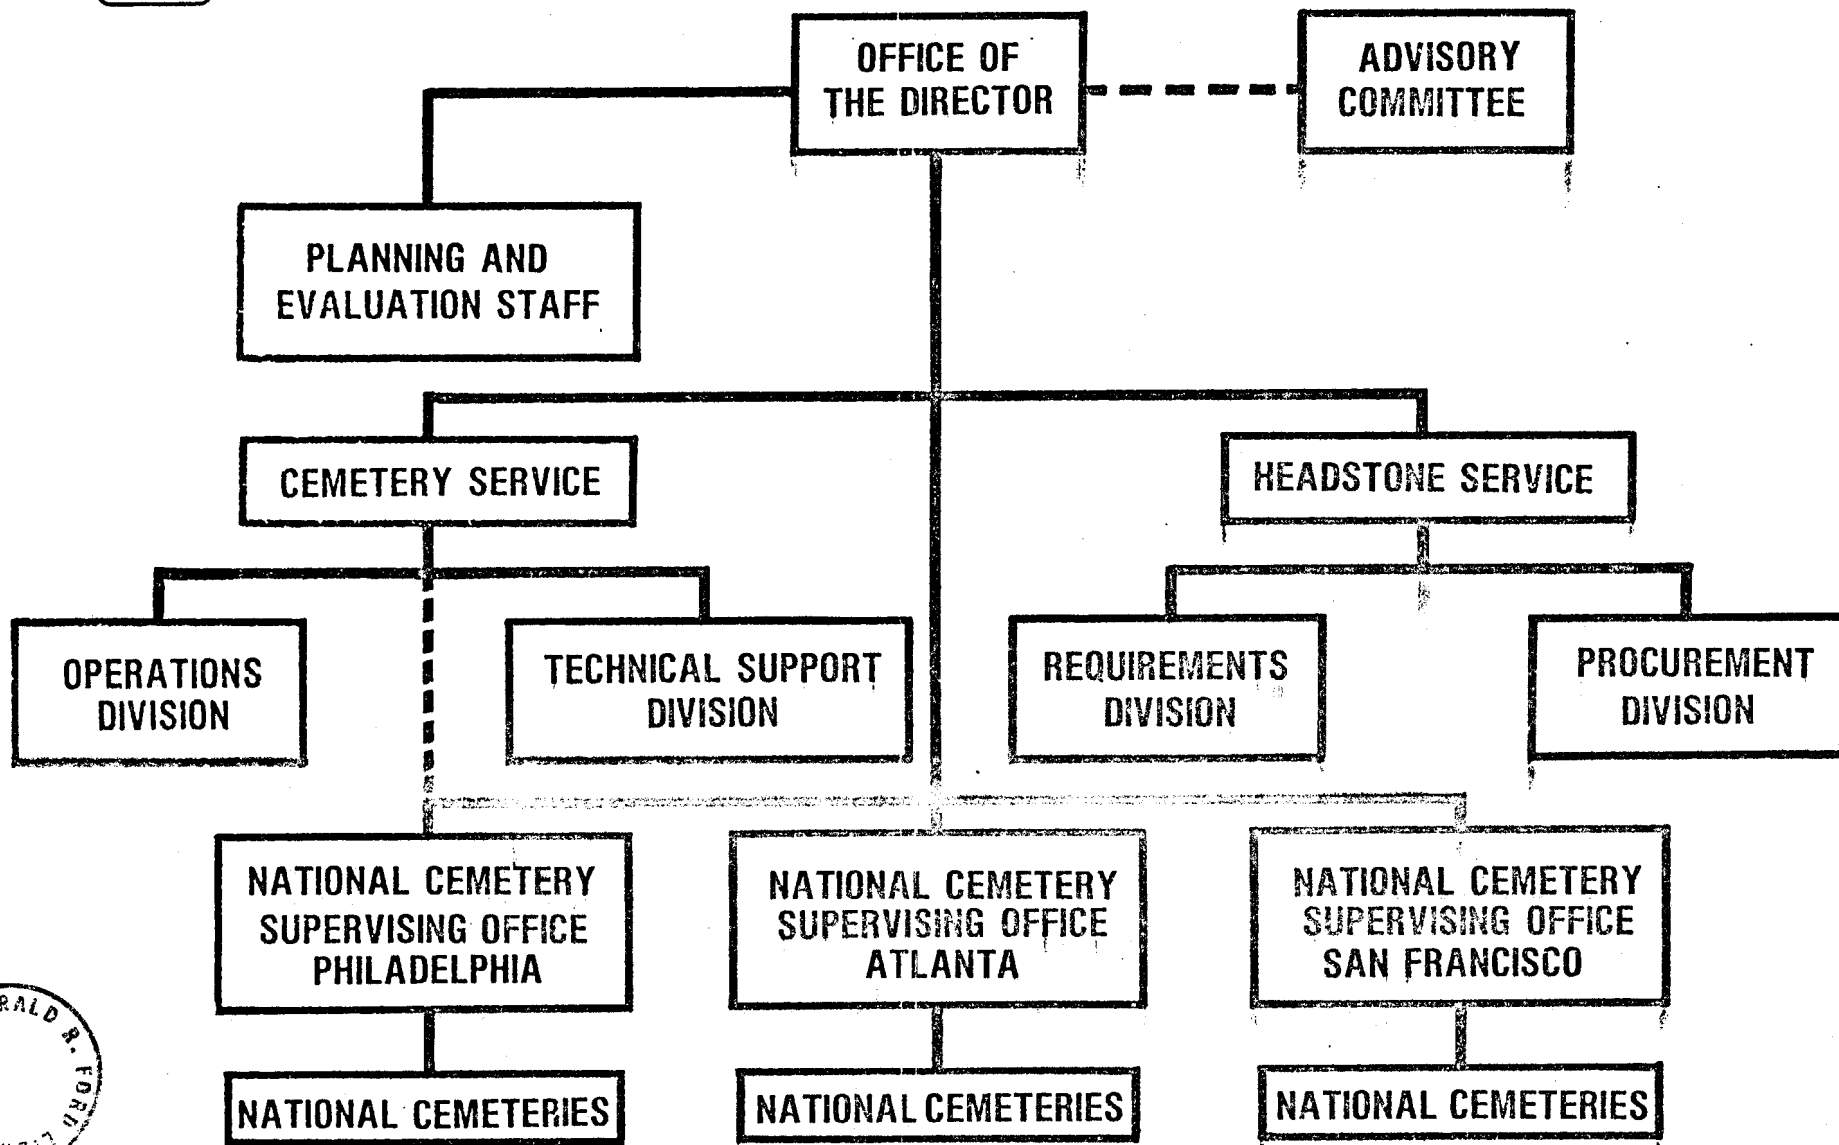 OFFICE OF
THE DIRECTOR
ADVISORY
COMMITTEE
PLANNING AND
EVALUATION STAFF
CEMETERY SERVICE
HEADSTONE SERVICE
OPERATIONS
DIVISION
TECHNICAL SUPPORT
DIVISION
REQUIREMENTS
DIVISION
PROCUREMENT
DIVISION
NATIONAL CEMETERY
SUPERVISING OFFICE
PHILADELPHIA
NATIONAL CEMETERY
SUPERVISING OFFICE
ATLANTA
NATIONAL CEMETERY
SUPERVISING OFFICE
SAN FRANCISCO
NATIONAL CEMETERIES
NATIONAL CEMETERIES
NATIONAL CEMETERIES
RALD R. FORD